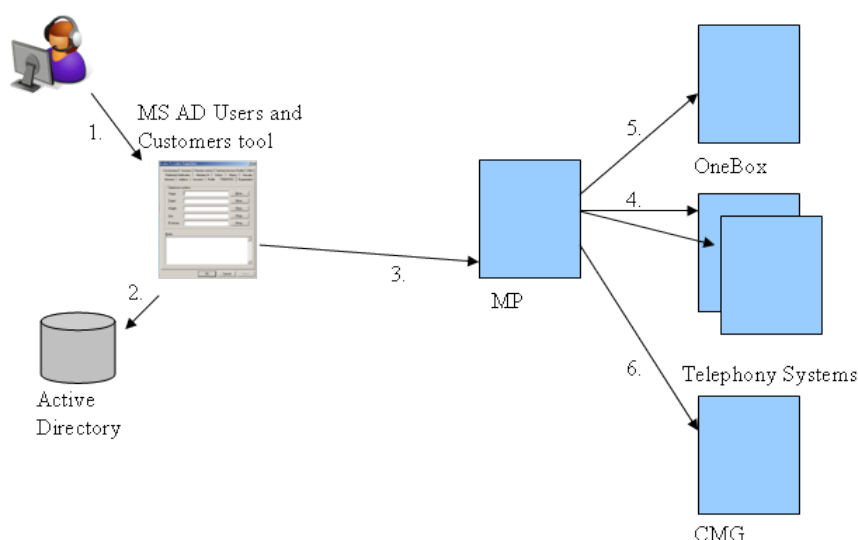 1.
MS AD Users and
Customers tool
2.
Active
Directory
3.
MP
5.
OneBox
4.
Telephony Systems
6.
CMG